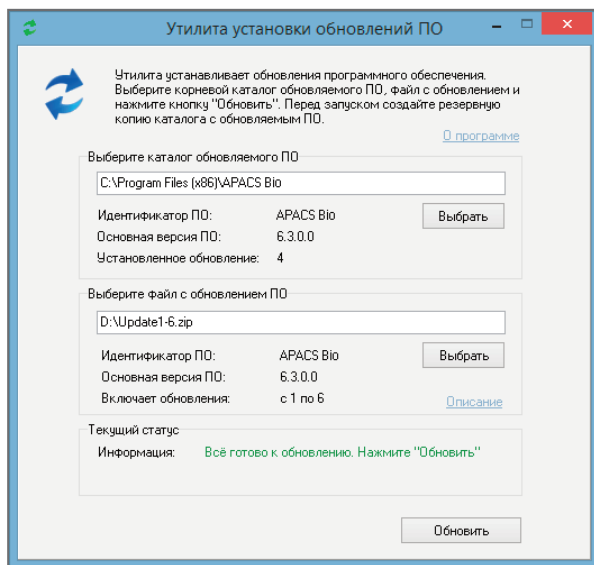 Утилита установки обновлений ПО
Утилита устанавливает обновления программного обеспечения.
Выберите корневой каталог обновляемого ПО, файл с обновлением и
нажмите кнопку "Обновить". Перед запуском создайте резервную
копию каталога с обновляемым ПО.
О программе
Выберите каталог обновляемого ПО
C:\Program Files (x86)\APACS Bio
Идентификатор ПО: APACS Bio Выбрать
Основная версия ПО: 6.3.0.0
Установленное обновление: 4
Выберите файл с обновлением ПО
D:\Update1-6.zip
Идентификатор ПО: APACS Bio Выбрать
Основная версия ПО: 6.3.0.0
Включает обновления: с 1 по 6 Описание
Текущий статус
Информация: Всё готово к обновлению. Нажмите "Обновить"
Обновить